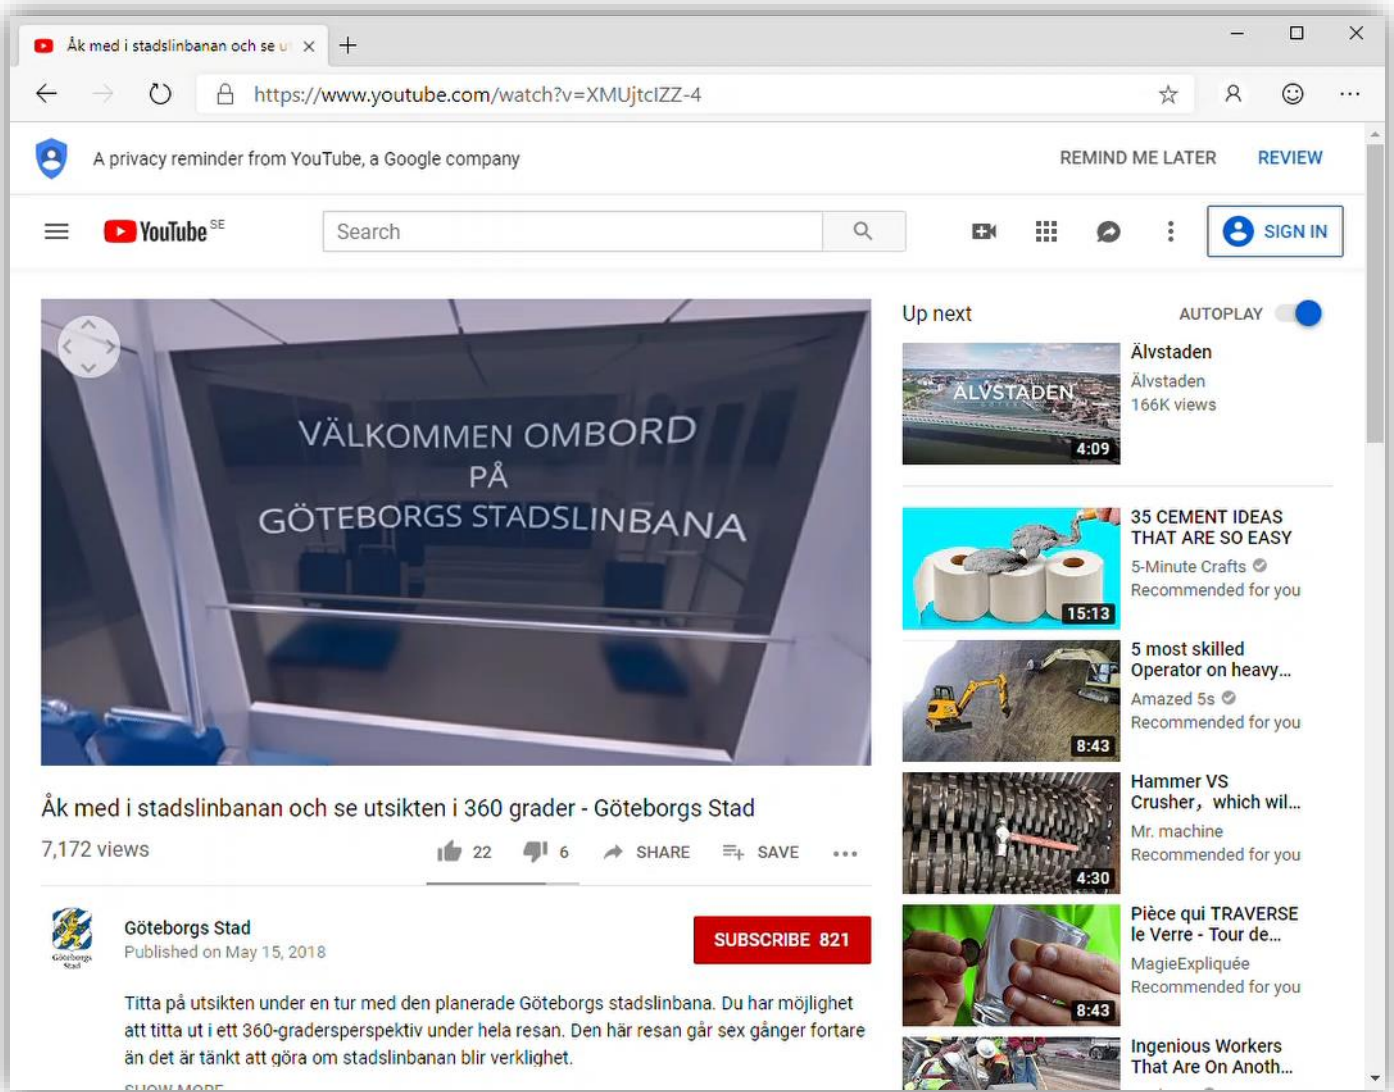 Åk med i stadslinbanan och se u
https://www.youtube.com/watch?v=XMUjtcIZZ-4
A privacy reminder from YouTube, a Google company
REMIND ME LATER
REVIEW
YouTube SE
Search
SIGN IN
VÄLKOMMEN OMBORD
PÅ
GÖTEBORGS STADSLINBANA
Åk med i stadslinbanan och se utsikten i 360 grader - Göteborgs Stad
7,172 views
22
6
SHARE
SAVE
Göteborgs
Stad
Göteborgs Stad
Published on May 15, 2018
SUBSCRIBE 821
Titta på utsikten under en tur med den planerade Göteborgs stadslinbana. Du har möjlighet
att titta ut i ett 360-gradersperspektiv under hela resan. Den här resan går sex gånger fortare
än det är tänkt att göra om stadslinbanan blir verklighet.
SHOW MORE
Up next
AUTOPLAY
ÄLVSTADEN
4:09
Älvstaden
Älvstaden
166K views
15:13
35 CEMENT IDEAS
THAT ARE SO EASY
5-Minute Crafts
Recommended for you
8:43
5 most skilled
Operator on heavy...
Amazed 5s
Recommended for you
4:30
Hammer VS
Crusher，which wil...
Mr. machine
Recommended for you
8:43
Pièce qui TRAVERSE
le Verre - Tour de...
MagieExpliquée
Recommended for you
Ingenious Workers
That Are On Anoth...